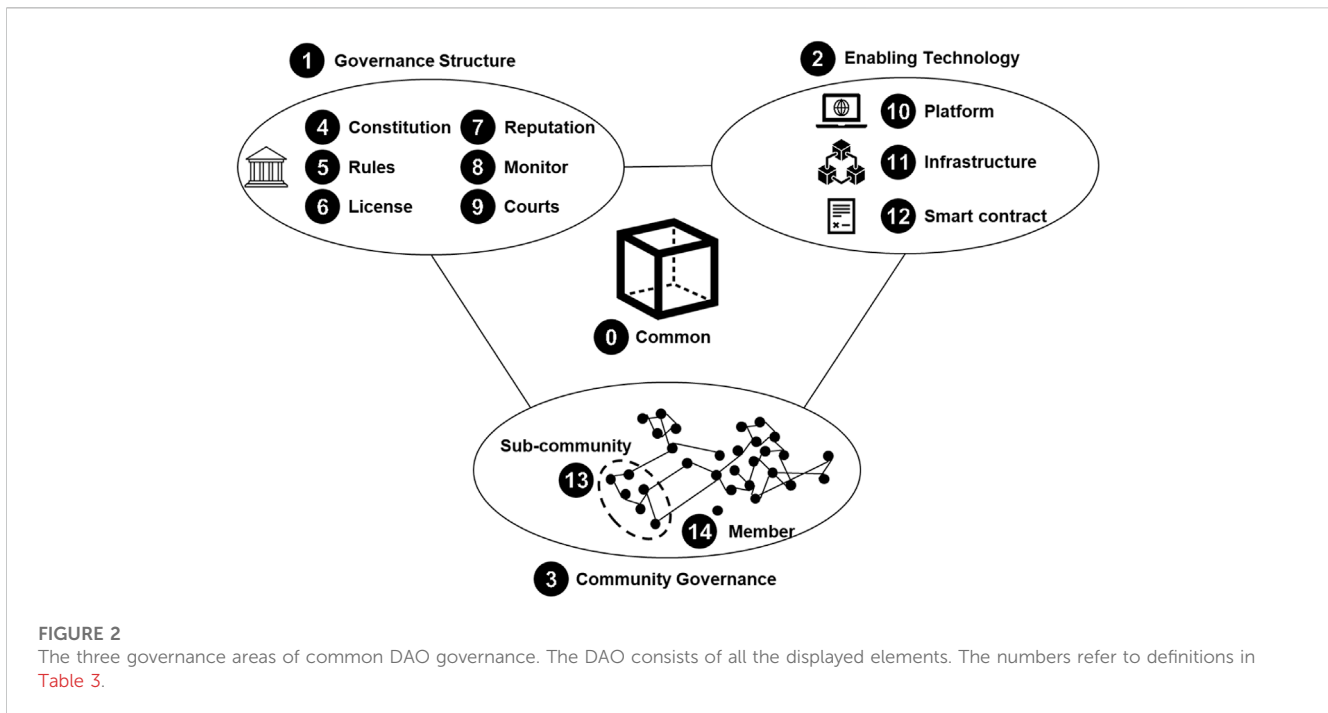 1 Governance Structure
2 Enabling Technology
4 Constitution
7 Reputation
5 Rules
8 Monitor
6 License
9 Courts
10 Platform
11 Infrastructure
12 Smart contract
0 Common
Sub-community
13
14 Member
3 Community Governance
FIGURE 2
The three governance areas of common DAO governance. The DAO consists of all the displayed elements. The numbers refer to definitions in
Table 3.